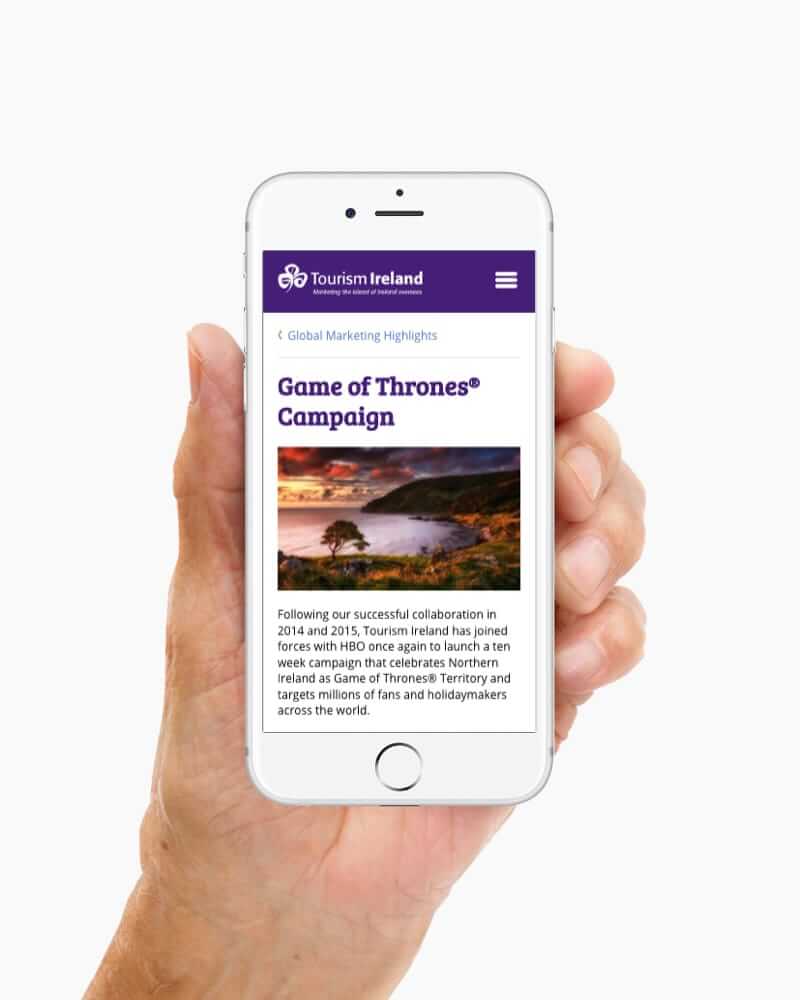 Tourism Ireland
Marketing the island of Ireland overseas
Global Marketing Highlights
Game of Thrones®
Campaign
Following our successful collaboration in
2014 and 2015, Tourism Ireland has joined
forces with HBO once again to launch a ten
week campaign that celebrates Northern
Ireland as Game of Thrones® Territory and
targets millions of fans and holidaymakers
across the world.